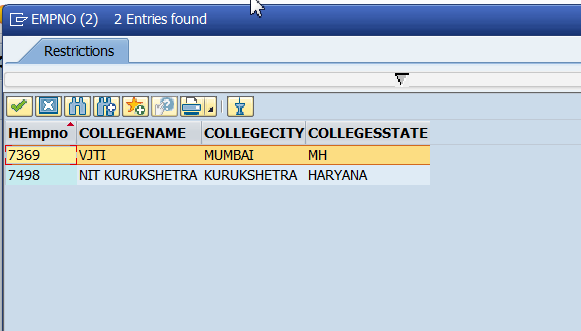 EMPNO (2) 2 Entries found
Restrictions
HEmpno COLLEGENAME COLLEGECITY COLLEGESSTATE
7369 VJTI MUMBAI MH
7498 NIT KURUKSHETRA KURUKSHETRA HARYANA